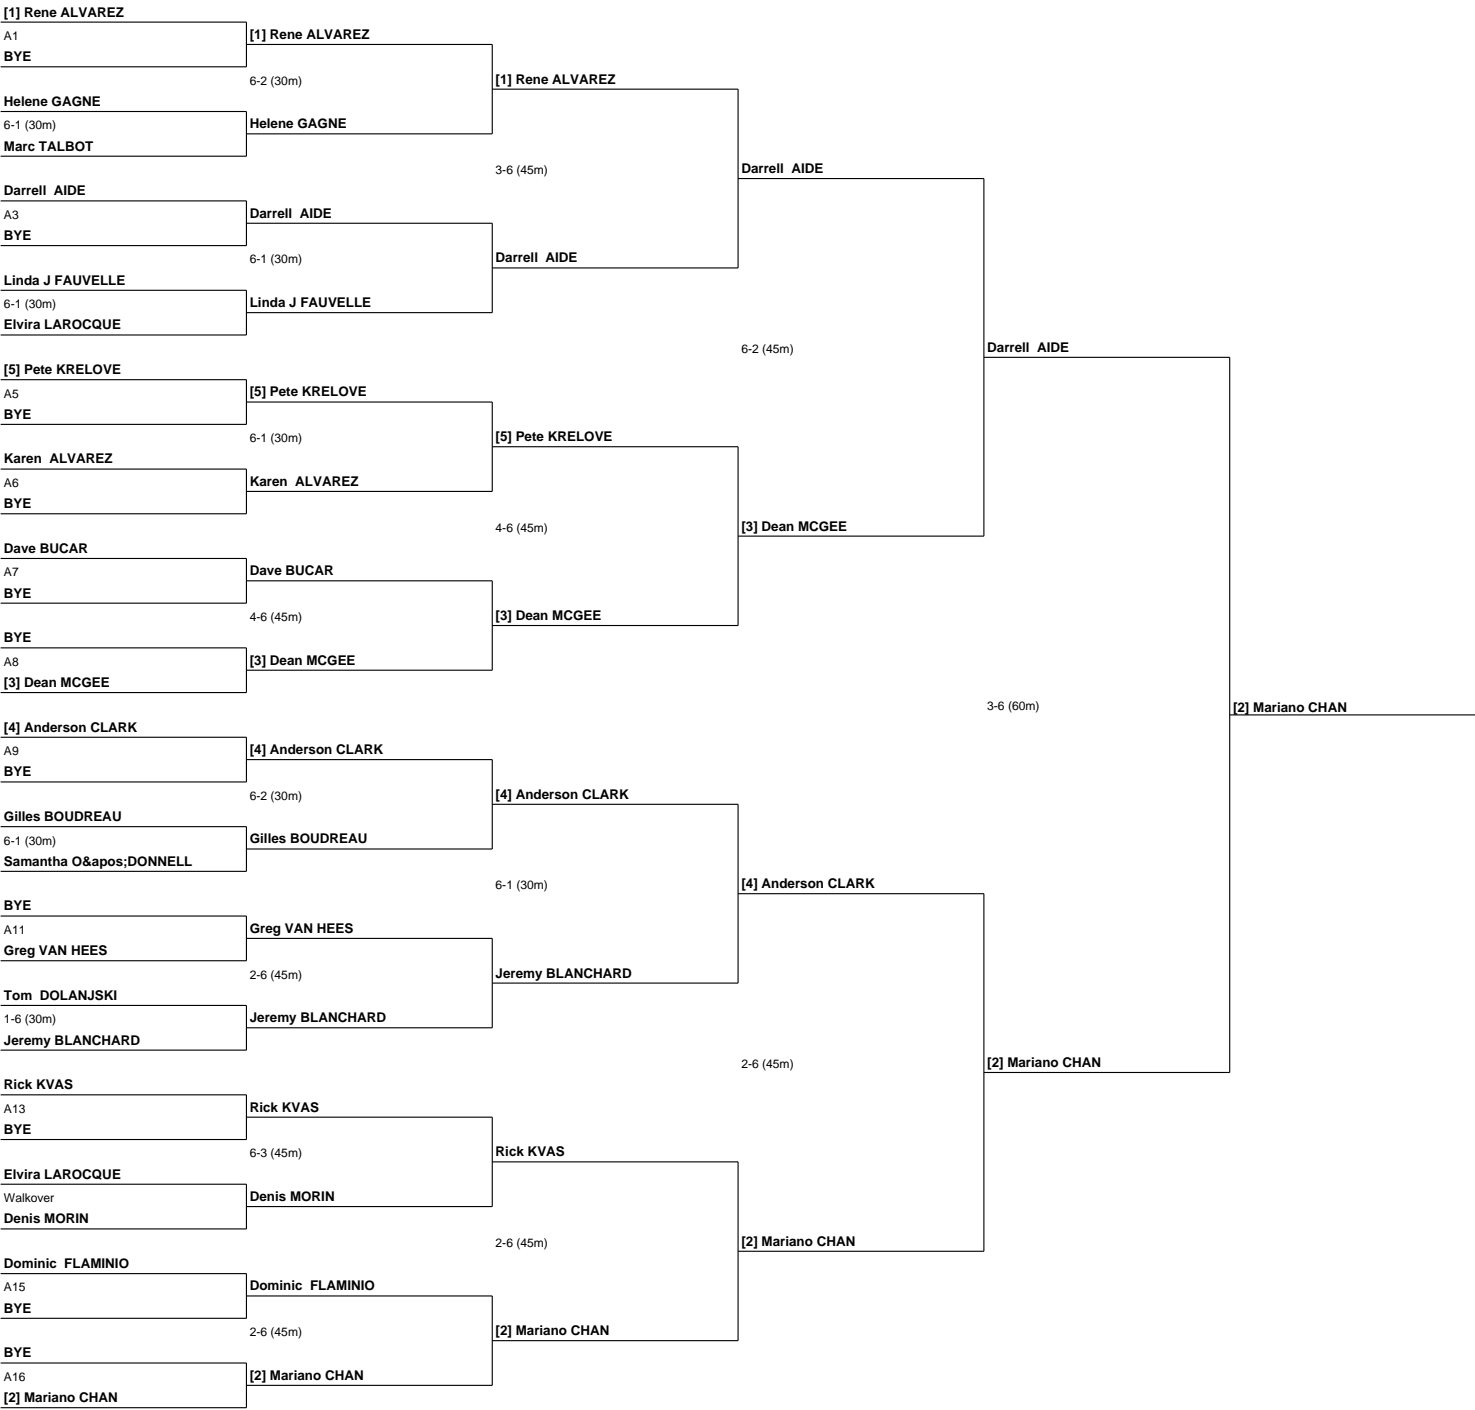 [1] Rene ALVAREZ
A1
BYE
Helene GAGNE
6-1 (30m)
Marc TALBOT
Darrell  AIDE
A3
BYE
Linda J FAUVELLE
6-1 (30m)
Elvira LAROCQUE
[5] Pete KRELOVE
A5
BYE
Karen  ALVAREZ
A6
BYE
Dave BUCAR
A7
BYE
BYE
A8
[3] Dean MCGEE
[4] Anderson CLARK
A9
BYE
Gilles BOUDREAU
6-1 (30m)
Samantha O&apos;DONNELL
BYE
A11
Greg VAN HEES
Tom  DOLANJSKI
1-6 (30m)
Jeremy BLANCHARD
Rick KVAS
A13
BYE
Elvira LAROCQUE
Walkover
Denis MORIN
Dominic  FLAMINIO
A15
BYE
BYE
A16
[2] Mariano CHAN
[1] Rene ALVAREZ
6-2 (30m)
Helene GAGNE
Darrell  AIDE
6-1 (30m)
Linda J FAUVELLE
[5] Pete KRELOVE
6-1 (30m)
Karen  ALVAREZ
Dave BUCAR
4-6 (45m)
[3] Dean MCGEE
[4] Anderson CLARK
6-2 (30m)
Gilles BOUDREAU
Greg VAN HEES
2-6 (45m)
Jeremy BLANCHARD
Rick KVAS
6-3 (45m)
Denis MORIN
Dominic  FLAMINIO
2-6 (45m)
[2] Mariano CHAN
[1] Rene ALVAREZ
3-6 (45m)
Darrell  AIDE
[5] Pete KRELOVE
4-6 (45m)
[3] Dean MCGEE
[4] Anderson CLARK
6-1 (30m)
Jeremy BLANCHARD
Rick KVAS
2-6 (45m)
[2] Mariano CHAN
Darrell  AIDE
6-2 (45m)
[3] Dean MCGEE
[4] Anderson CLARK
2-6 (45m)
[2] Mariano CHAN
Darrell  AIDE
3-6 (60m)
[2] Mariano CHAN
[2] Mariano CHAN